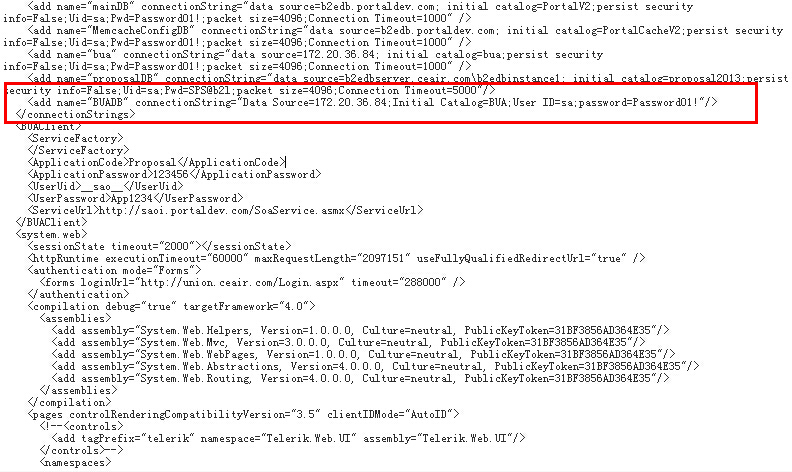 <add name="mainDB" connectionString="data source=b2edb.portaldev.com; initial catalog=PortalV2;persist security
info=False;Uid=sa;Pwd=Password01!;packet size=4096;Connection Timeout=1000" />
<add name="MemcacheConfigDB" connectionString="data source=b2edb.portaldev.com; initial catalog=PortalCacheV2;persist security
info=False;Uid=sa;Pwd=Password01!;packet size=4096;Connection Timeout=1000" />
<add name="bua" connectionString="data source=172.20.36.84; initial catalog=bua;persist security
info=False;Uid=sa;Pwd=Password01!;packet size=4096;Connection Timeout=1000" />
<add name="proposalDB" connectionString="data source=b2edbserver.ceair.com\b2edbinstance1; initial catalog=proposal2013;persist
security info=False;Uid=sa;Pwd=SPS@b2l;packet size=4096;Connection Timeout=5000"/>
<add name="BUADB" connectionString="Data Source=172.20.36.84;Initial Catalog=BUA;User ID=sa;password=Password01!"/>
</connectionStrings>
<BUAClient>
<ServiceFactory>
</ServiceFactory>
<ApplicationCode>Proposal</ApplicationCode>
<ApplicationPassword>123456</ApplicationPassword>
<UserUid>__sao__</UserUid>
<UserPassword>App1234</UserPassword>
<ServiceUrl>http://saoi.portaldev.com/SoaService.asmx</ServiceUrl>
</BUAClient>
<system.web>
<sessionState timeout="2000"></sessionState>
<httpRuntime executionTimeout="60000" maxRequestLength="2097151" useFullyQualifiedRedirectUrl="true" />
<authentication mode="Forms">
<forms loginUrl="http://union.ceair.com/Login.aspx" timeout="288000" />
</authentication>
<compilation debug="true" targetFramework="4.0">
<assemblies>
<add assembly="System.Web.Helpers, Version=1.0.0.0, Culture=neutral, PublicKeyToken=31BF3856AD364E35"/>
<add assembly="System.Web.Mvc, Version=3.0.0.0, Culture=neutral, PublicKeyToken=31BF3856AD364E35"/>
<add assembly="System.Web.WebPages, Version=1.0.0.0, Culture=neutral, PublicKeyToken=31BF3856AD364E35"/>
<add assembly="System.Web.Abstractions, Version=4.0.0.0, Culture=neutral, PublicKeyToken=31BF3856AD364E35"/>
<add assembly="System.Web.Routing, Version=4.0.0.0, Culture=neutral, PublicKeyToken=31BF3856AD364E35"/>
</assemblies>
</compilation>
<pages controlRenderingCompatibilityVersion="3.5" clientIDMode="AutoID">
<!--<controls>
<add tagPrefix="telerik" namespace="Telerik.Web.UI" assembly="Telerik.Web.UI"/>
</controls>-->
<namespaces>